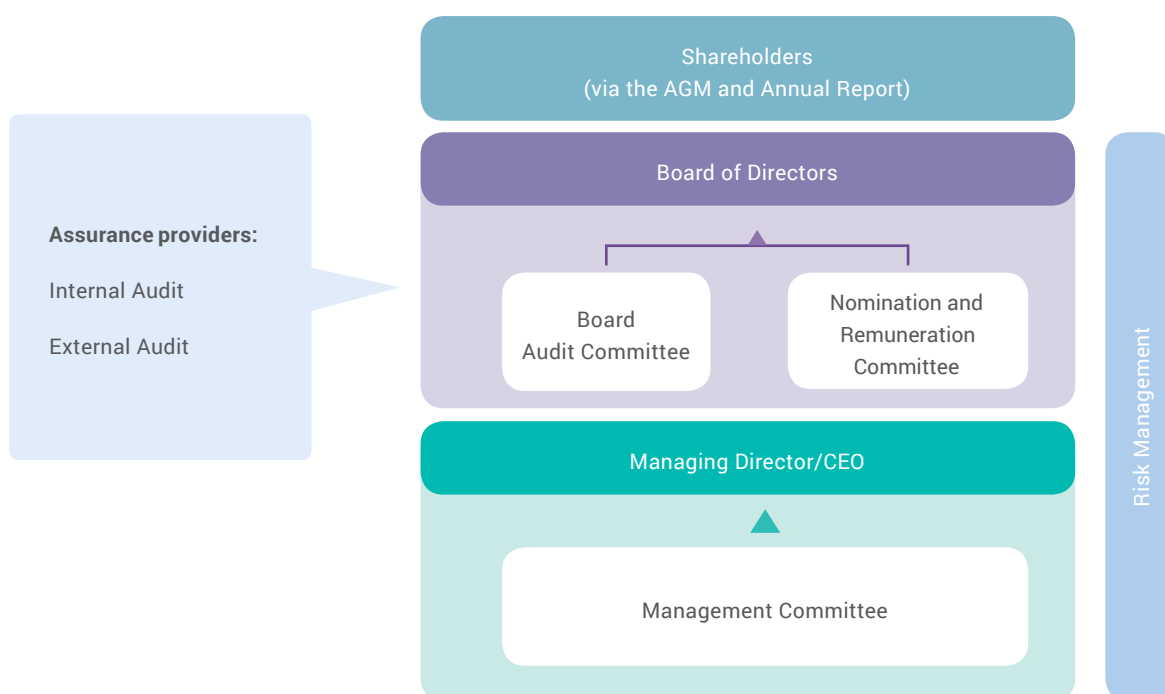 Shareholders
(via the AGM and Annual Report)
Board of Directors
Assurance providers:
Internal Audit
External Audit
Board
Audit Committee
Nomination and
Remuneration
Committee
Managing Director/CEO
Management Committee
Risk Management